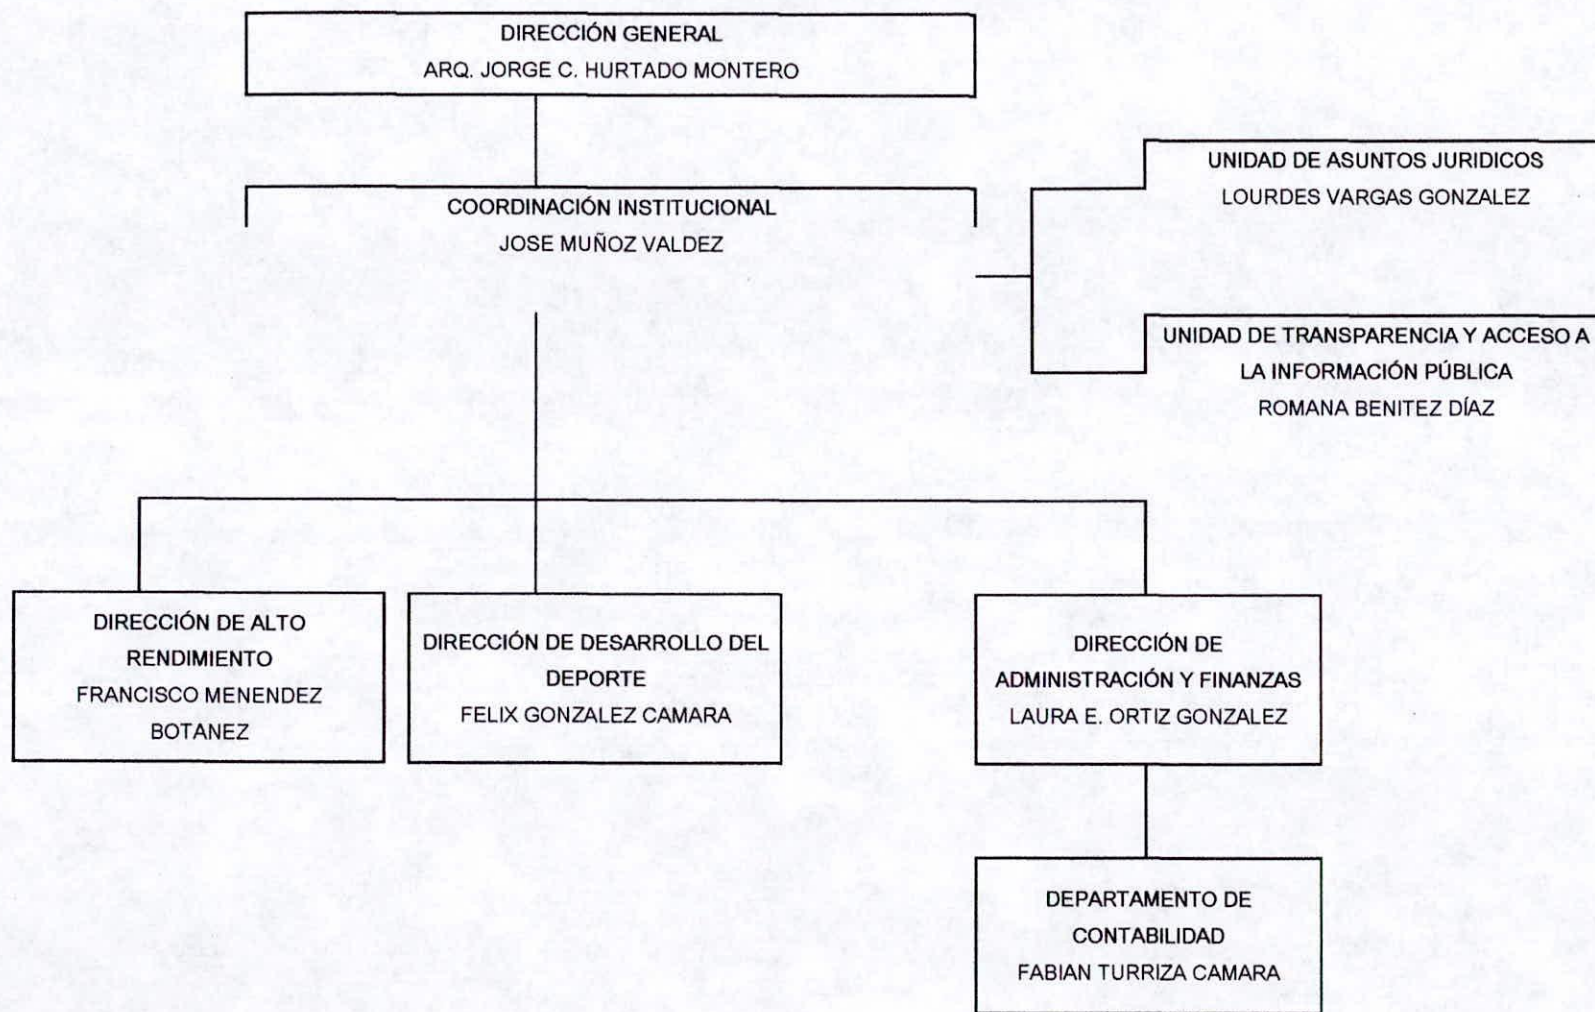 DIRECCIÓN GENERAL
ARQ. JORGE C. HURTADO MONTERO
UNIDAD DE ASUNTOS JURIDICOS
LOURDES VARGAS GONZALEZ
COORDINACIÓN INSTITUCIONAL
JOSE MUÑOZ VALDEZ
UNIDAD DE TRANSPARENCIA Y ACCESO A
LA INFORMACIÓN PÚBLICA
ROMANA BENITEZ DÍAZ
DIRECCIÓN DE ALTO
RENDIMIENTO
FRANCISCO MENENDEZ
BOTANEZ
DIRECCIÓN DE DESARROLLO DEL
DEPORTE
FELIX GONZALEZ CAMARA
DIRECCIÓN DE
ADMINISTRACIÓN Y FINANZAS
LAURA E. ORTIZ GONZALEZ
DEPARTAMENTO DE
CONTABILIDAD
FABIAN TURRIZA CAMARA